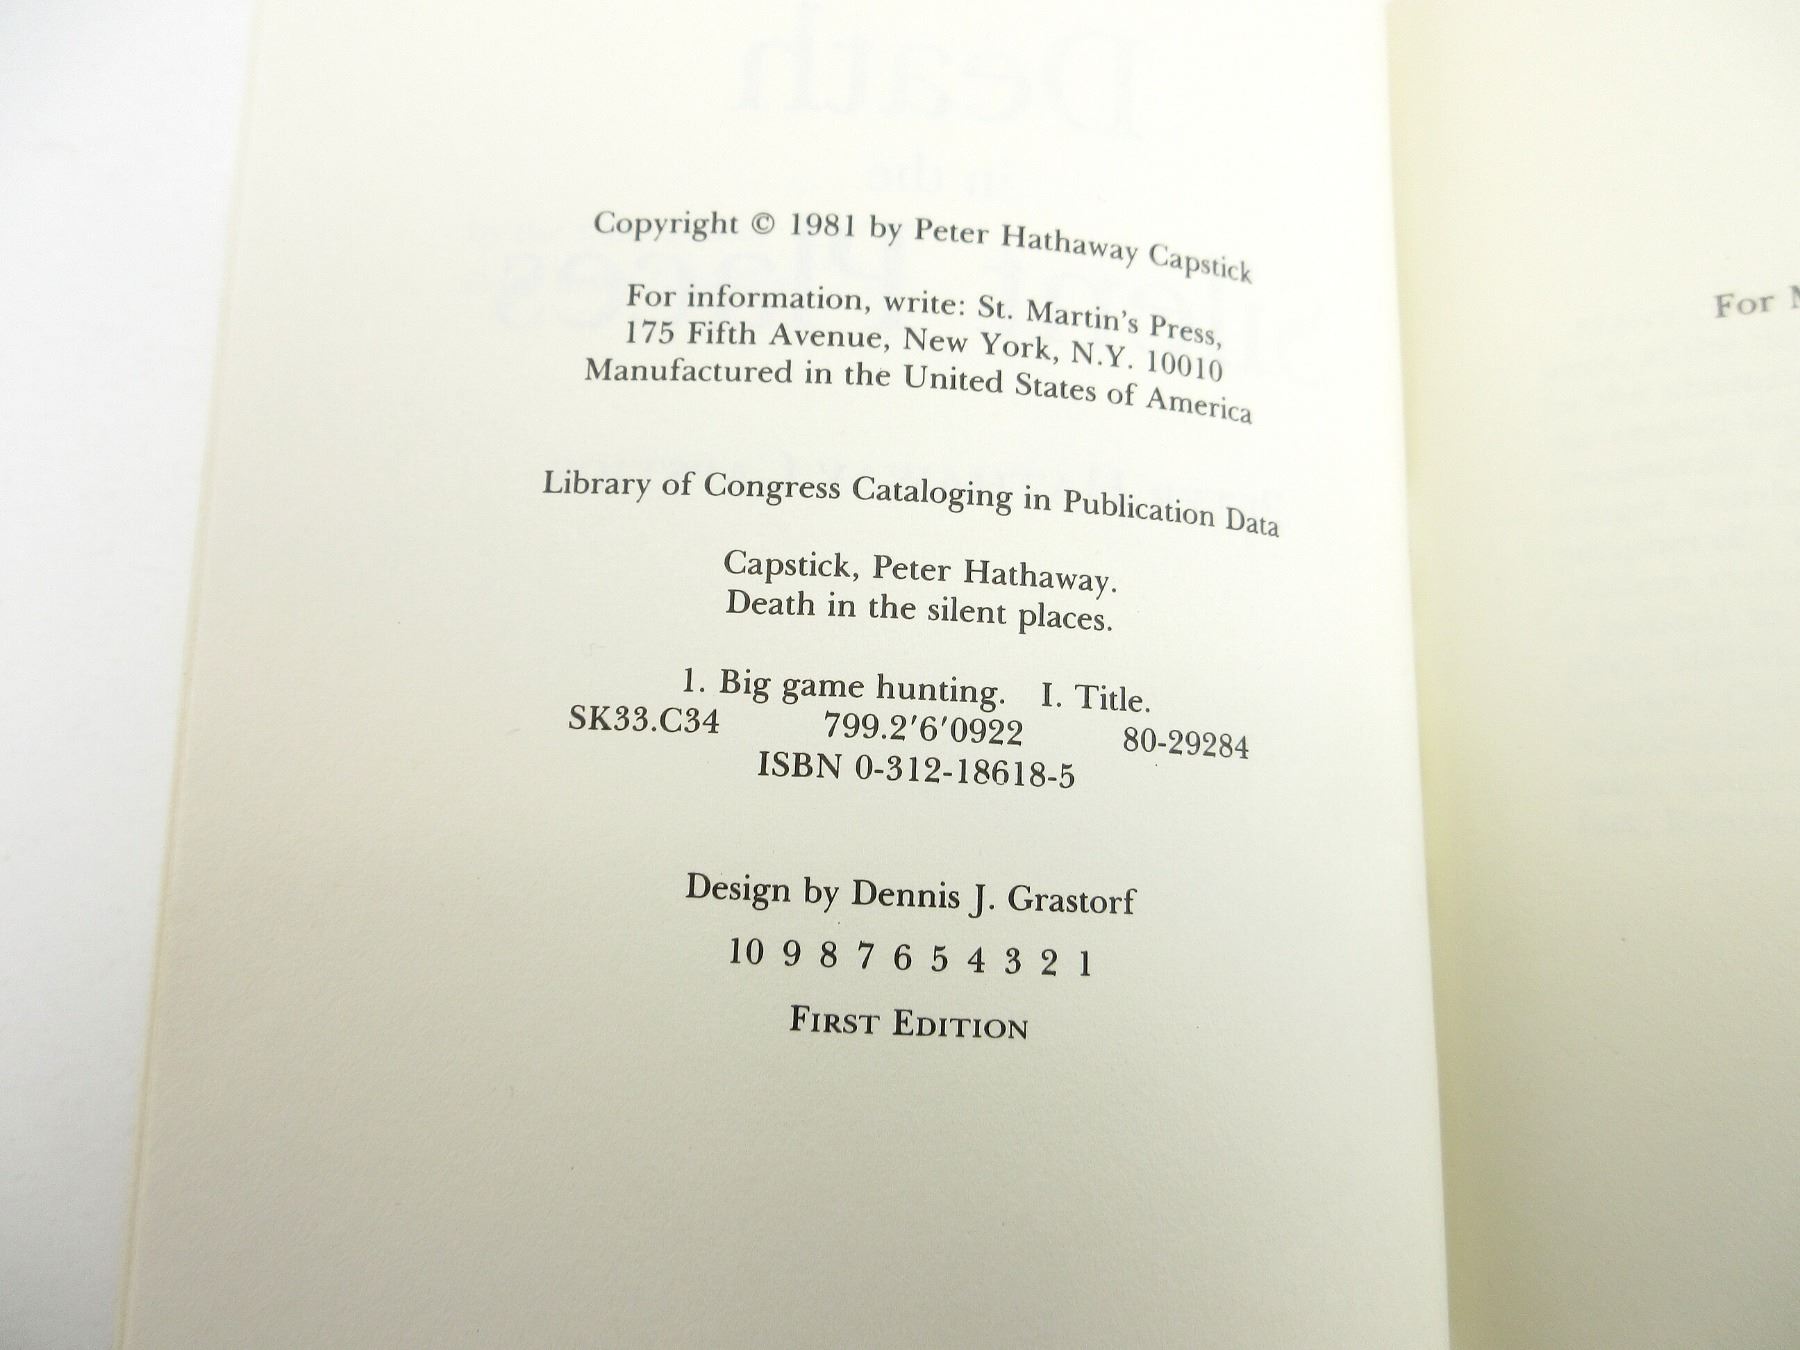 Copyright © 1981 by Peter Hathaway Capstick
For information, write: St. Martin's Press,
175 Fifth Avenue, New York, N.Y. 10010
Manufactured in the United States of America
Library of Congress Cataloging in Publication Data
Capstick, Peter Hathaway.
Death in the silent places.
1. Big game hunting. I. Title.
SK33.C34 799.2′6′0922 80-29284
ISBN 0-312-18618-5
Design by Dennis J. Grastorf
10 9 8 7 6 5 4 3 2 1
FIRST EDITION
For